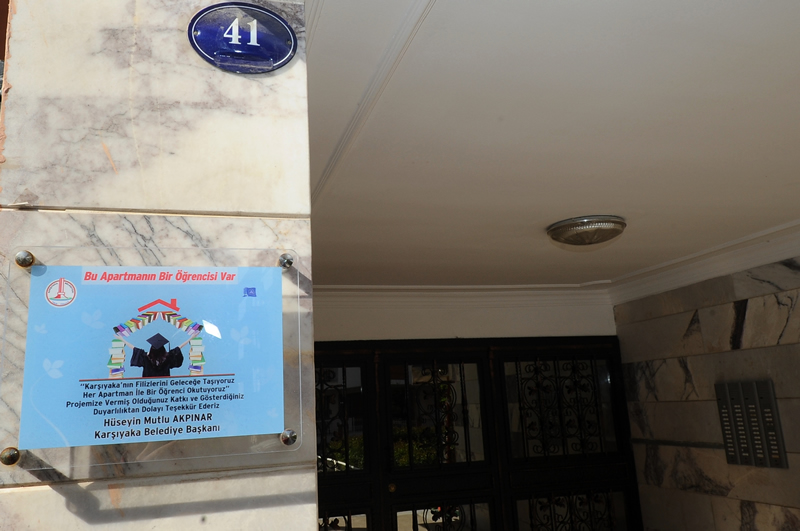 41
Bu Apartmanın Bir Öğrencisi Var
"Karşıyaka'nın Filizlerini Geleceğe Taşıyoruz
Her Apartman İle Bir Öğrenci Okutuyoruz"
Projemize Vermiş Olduğunuz Katkı ve Gösterdiğiniz
Duyarlılıktan Dolayı Teşekkür Ederiz
Hüseyin Mutlu AKPINAR
Karşıyaka Belediye Başkanı